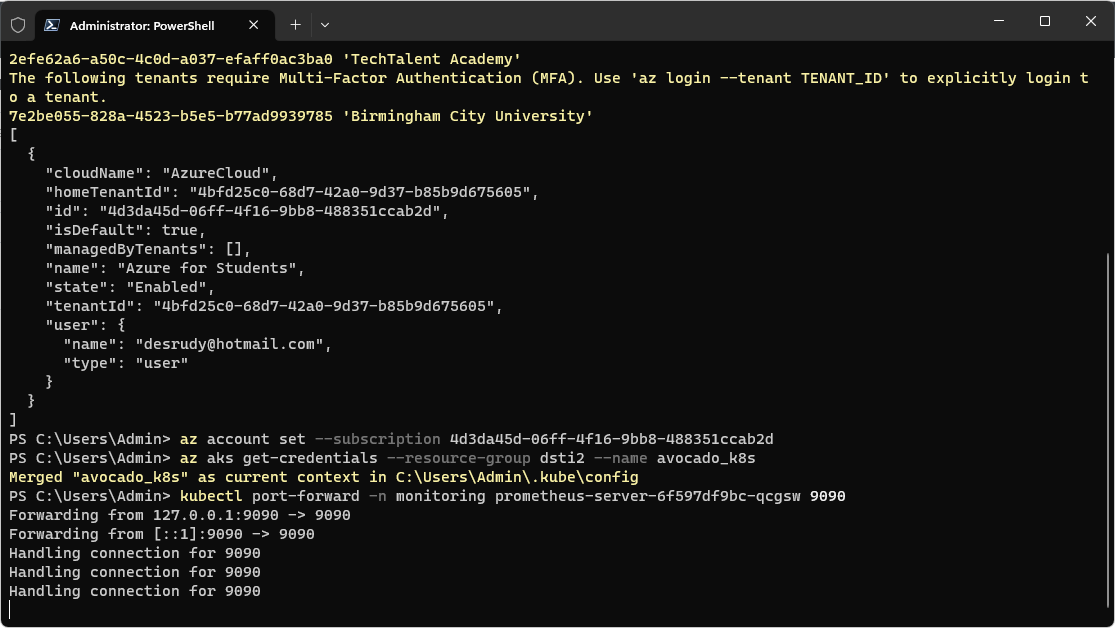 Administrator: PowerShell
2efe62a6-a50c-4c0d-a037-efaff0ac3ba0 'TechTalent Academy'
The following tenants require Multi-Factor Authentication (MFA). Use 'az login --tenant TENANT_ID' to explicitly login t
o a tenant.
7e2be055-828a-4523-b5e5-b77ad9939785 'Birmingham City University'
[
  {
    "cloudName": "AzureCloud",
    "homeTenantId": "4bfd25c0-68d7-42a0-9d37-b85b9d675605",
    "id": "4d3da45d-06ff-4f16-9bb8-488351ccab2d",
    "isDefault": true,
    "managedByTenants": [],
    "name": "Azure for Students",
    "state": "Enabled",
    "tenantId": "4bfd25c0-68d7-42a0-9d37-b85b9d675605",
    "user": {
      "name": "desrudy@hotmail.com",
      "type": "user"
    }
  }
]
PS C:\Users\Admin> az account set --subscription 4d3da45d-06ff-4f16-9bb8-488351ccab2d
PS C:\Users\Admin> az aks get-credentials --resource-group dsti2 --name avocado_k8s
Merged "avocado_k8s" as current context in C:\Users\Admin\.kube\config
PS C:\Users\Admin> kubectl port-forward -n monitoring prometheus-server-6f597df9bc-qcgsw 9090
Forwarding from 127.0.0.1:9090 -> 9090
Forwarding from [::1]:9090 -> 9090
Handling connection for 9090
Handling connection for 9090
Handling connection for 9090